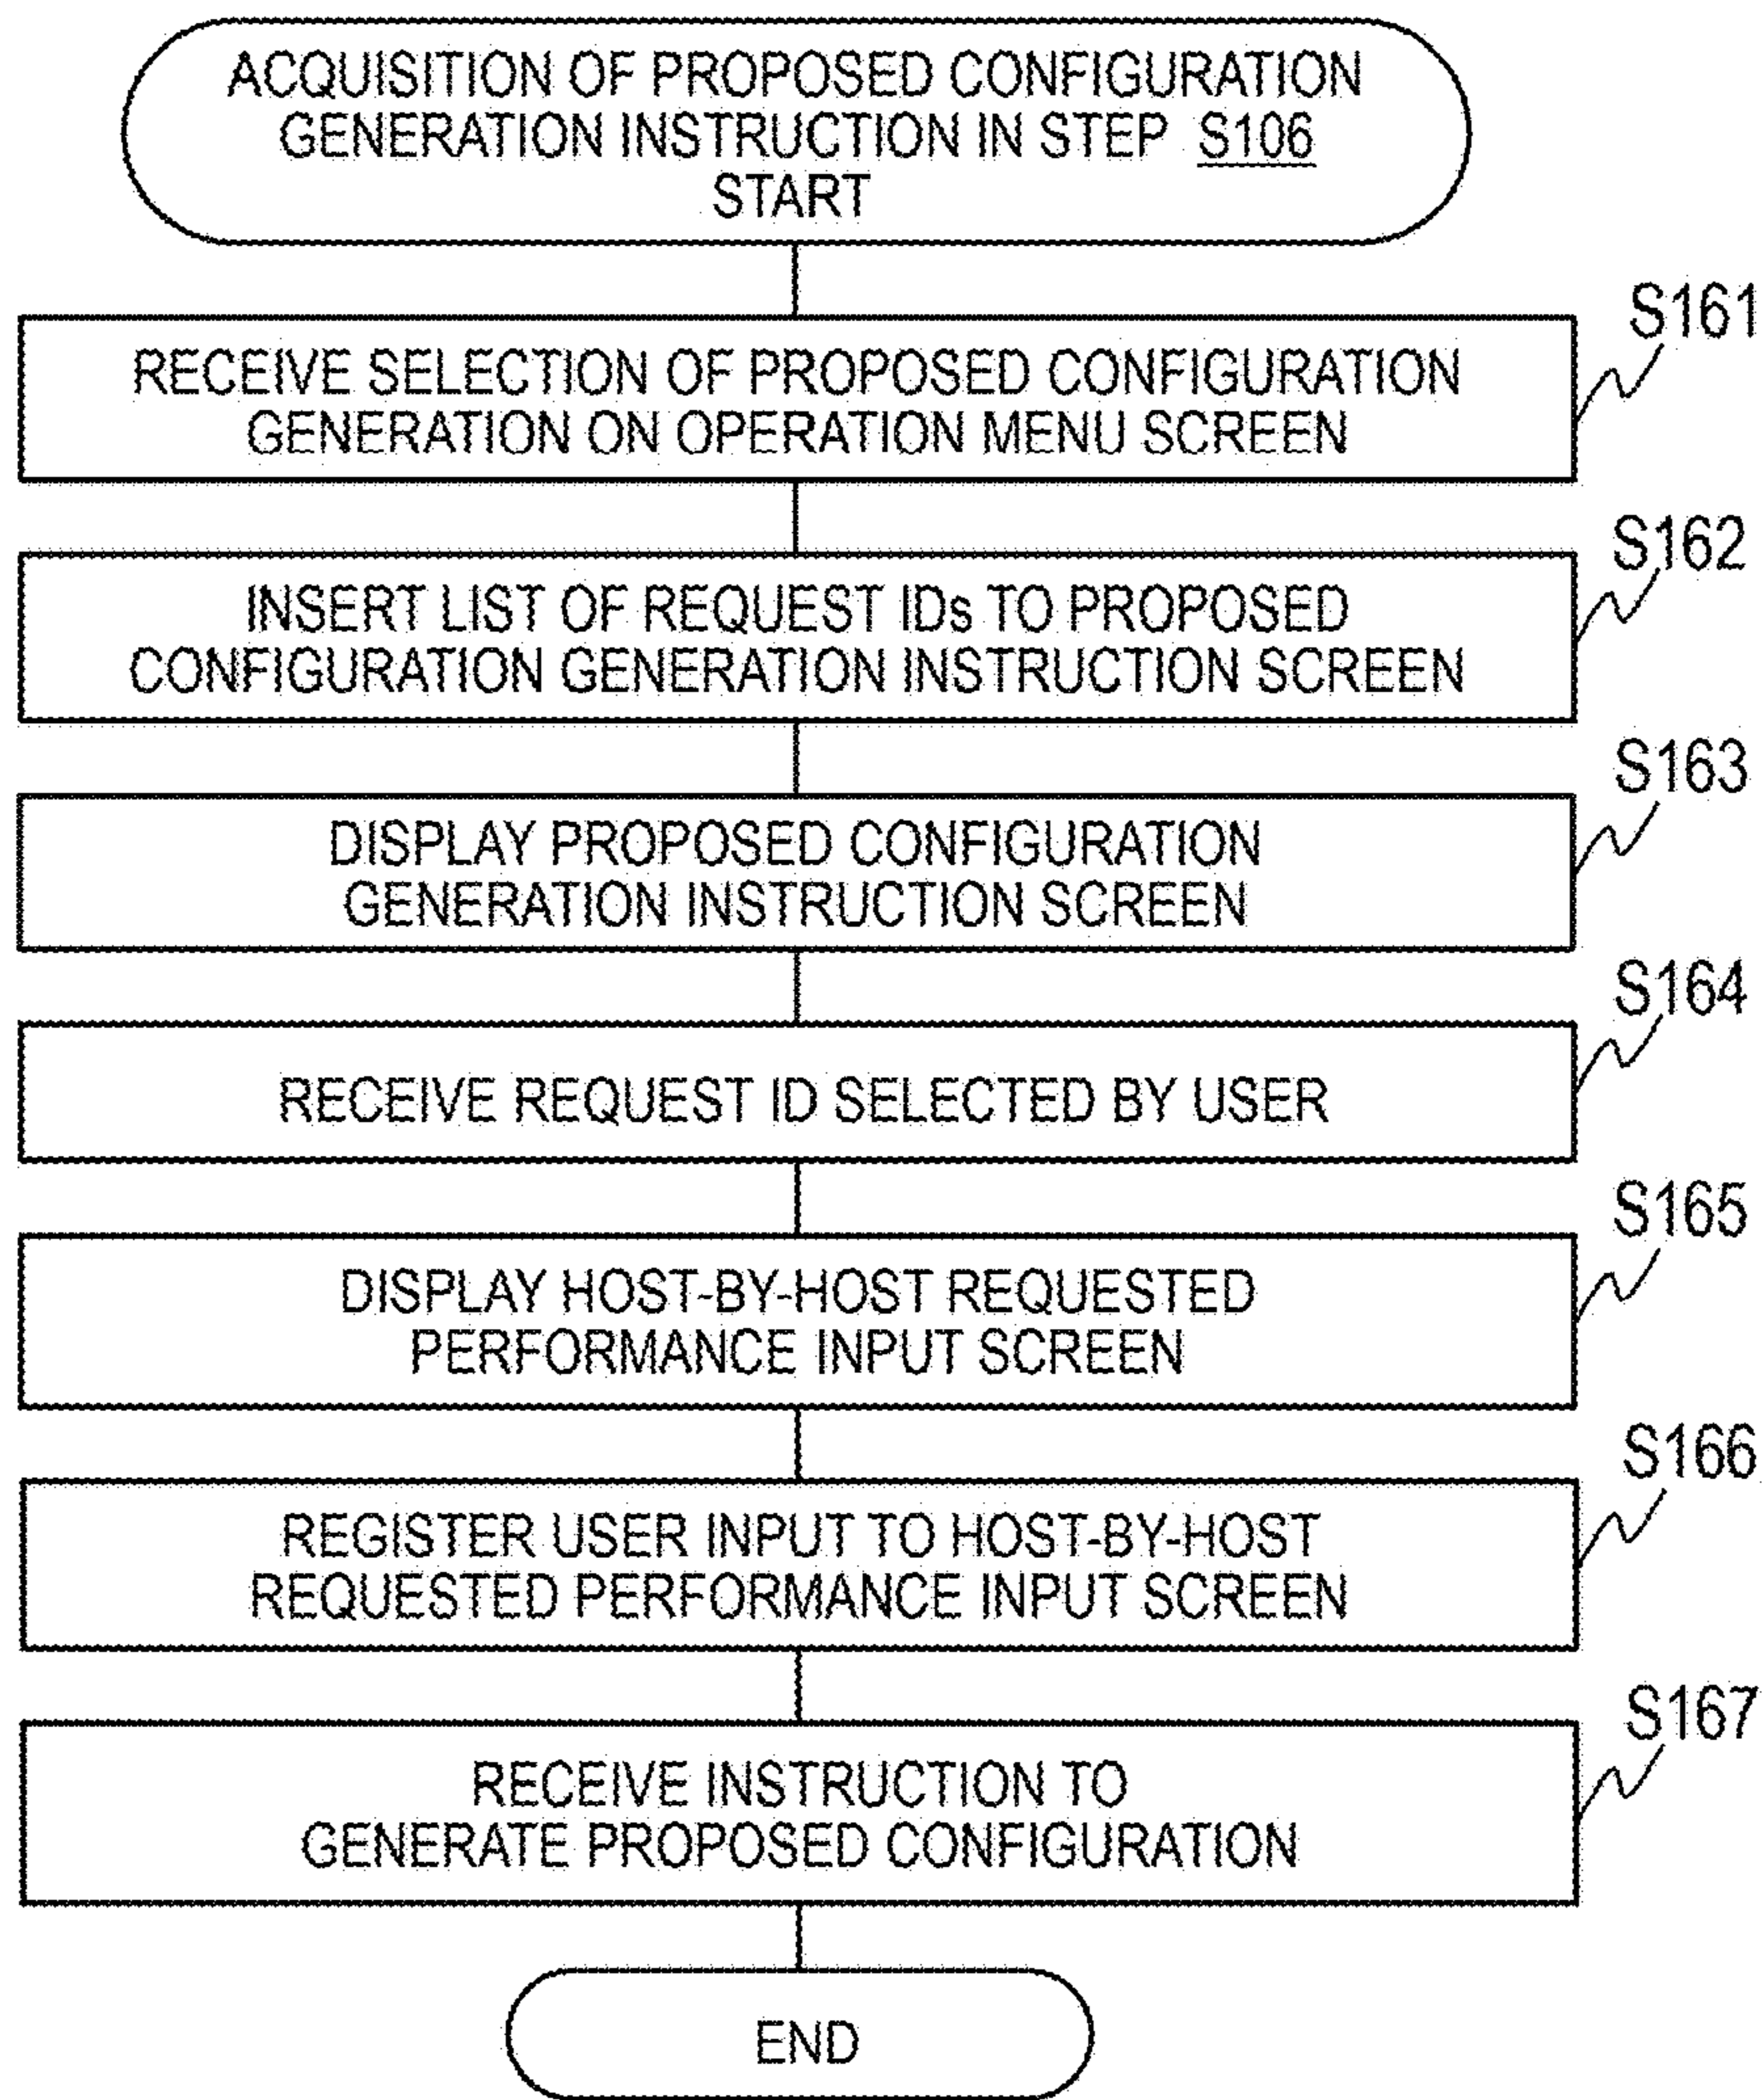 ACQUISITION OF PROPOSED CONFIGURATION
GENERATION INSTRUCTION IN STEP S106
START
S161
RECEIVE SELECTION OF PROPOSED CONFIGURATION
GENERATION ON OPERATION MENU SCREEN
S162
INSERT LIST OF REQUEST IDs TO PROPOSED
CONFIGURATION GENERATION INSTRUCTION SCREEN
S163
DISPLAY PROPOSED CONFIGURATION
GENERATION INSTRUCTION SCREEN
S164
RECEIVE REQUEST ID SELECTED BY USER
S165
DISPLAY HOST-BY-HOST REQUESTED
PERFORMANCE INPUT SCREEN
S166
REGISTER USER INPUT TO HOST-BY-HOST
REQUESTED PERFORMANCE INPUT SCREEN
S167
RECEIVE INSTRUCTION TO
GENERATE PROPOSED CONFIGURATION
END